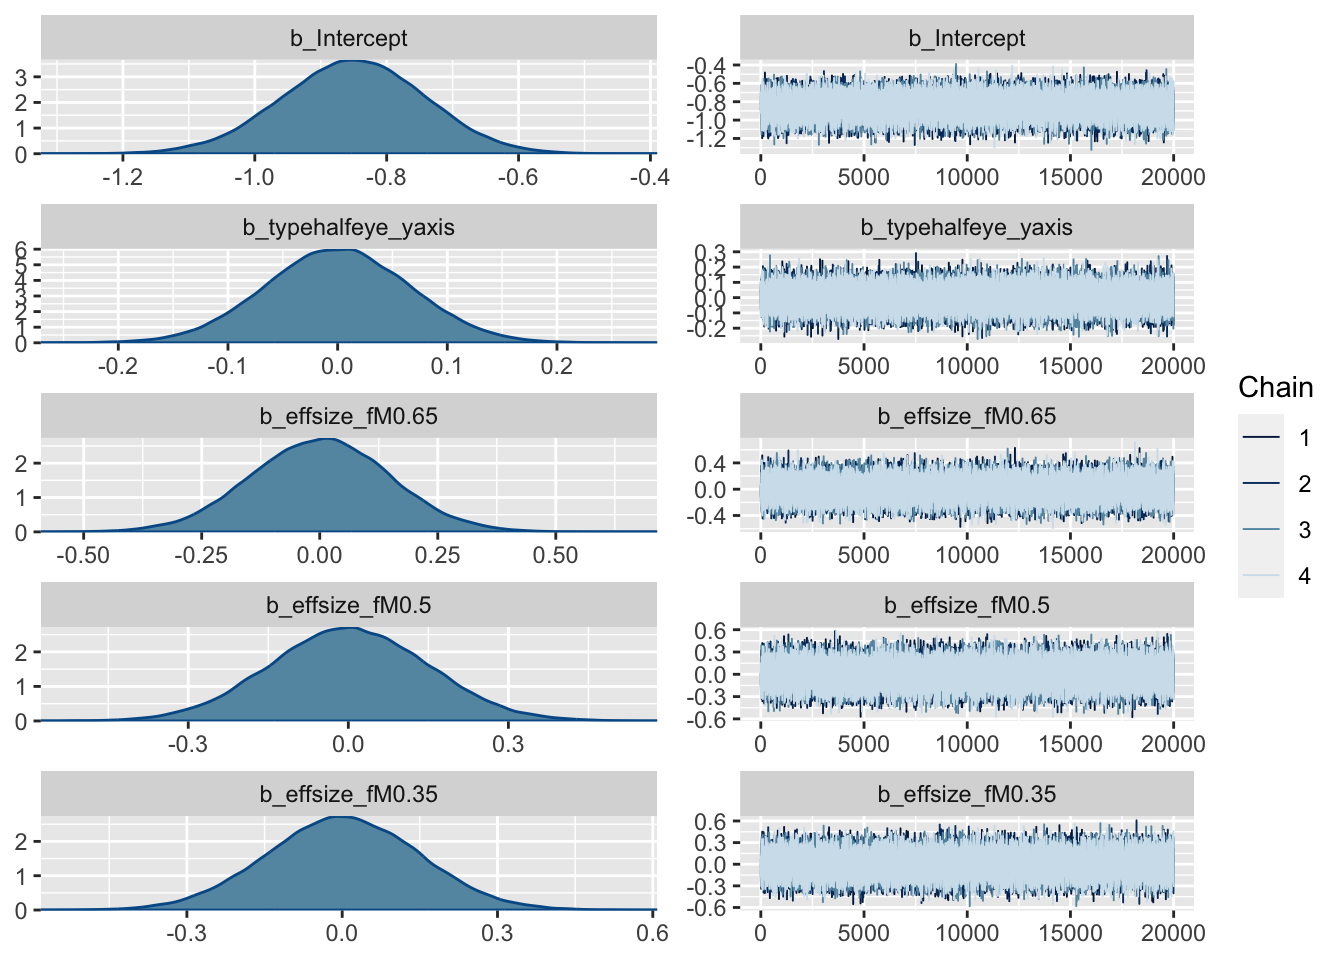 b_Intercept
3
2
1
0
-1.2 -1.0 -0.8 -0.6 -0.4
b_Intercept
-0.4
-0.6
-0.8
-1.0
-1.2
0 5000 10000 15000 20000
b_typehalfeye_yaxis
6
5
4
3
2
1
0
-0.2 -0.1 0.0 0.1 0.2
b_typehalfeye_yaxis
0.3
0.2
0.1
0.0
-0.1
-0.2
0 5000 10000 15000 20000
b_effsize_fM0.65
2
1
0
-0.50 -0.25 0.00 0.25 0.50
b_effsize_fM0.65
0.4
0.0
-0.4
0 5000 10000 15000 20000
b_effsize_fM0.5
2
1
0
-0.3 0.0 0.3
b_effsize_fM0.5
0.6
0.3
0.0
-0.3
-0.6
0 5000 10000 15000 20000
b_effsize_fM0.35
2
1
0
-0.3 0.0 0.3 0.6
b_effsize_fM0.35
0.6
0.3
0.0
-0.3
-0.6
0 5000 10000 15000 20000
Chain
1
2
3
4